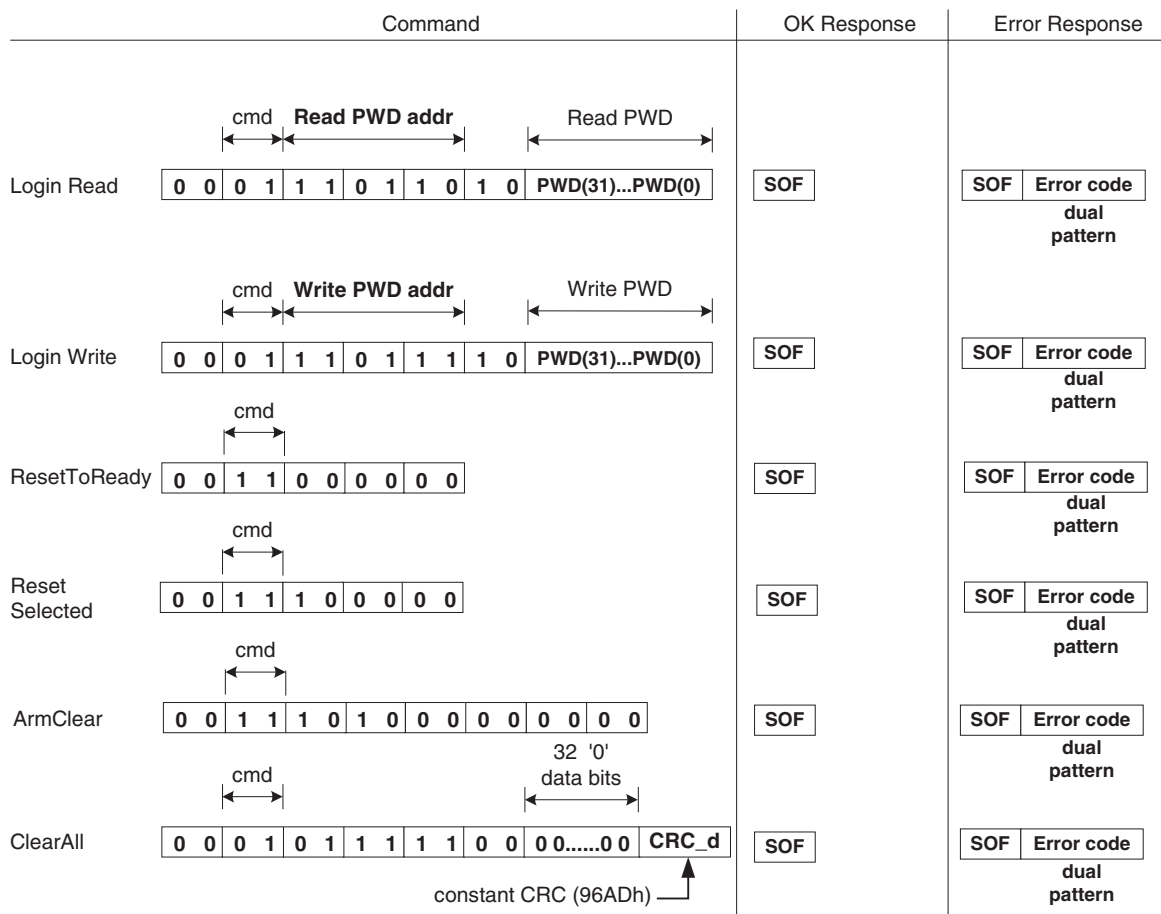 Command OK Response Error Response
cmd Read PWD addr Read PWD
Login Read 0 0 0 1 1 1 0 1 1 0 1 0 PWD(31)...PWD(0) SOF SOF Error code
dual
pattern
cmd Write PWD addr Write PWD
Login Write 0 0 0 1 1 1 0 1 1 1 1 0 PWD(31)...PWD(0) SOF SOF Error code
dual
pattern
cmd
ResetToReady 0 0 1 1 0 0 0 0 0 0 SOF SOF Error code
dual
pattern
cmd
Reset
Selected 0 0 1 1 1 0 0 0 0 0 SOF SOF Error code
dual
pattern
cmd
ArmClear 0 0 1 1 1 0 1 0 0 0 0 0 0 0 0 0 SOF SOF Error code
dual
pattern
32 '0'
cmd data bits
ClearAll 0 0 0 1 0 1 1 1 1 1 0 0 0 0......0 0 CRC_d SOF SOF Error code
dual
pattern
constant CRC (96ADh)